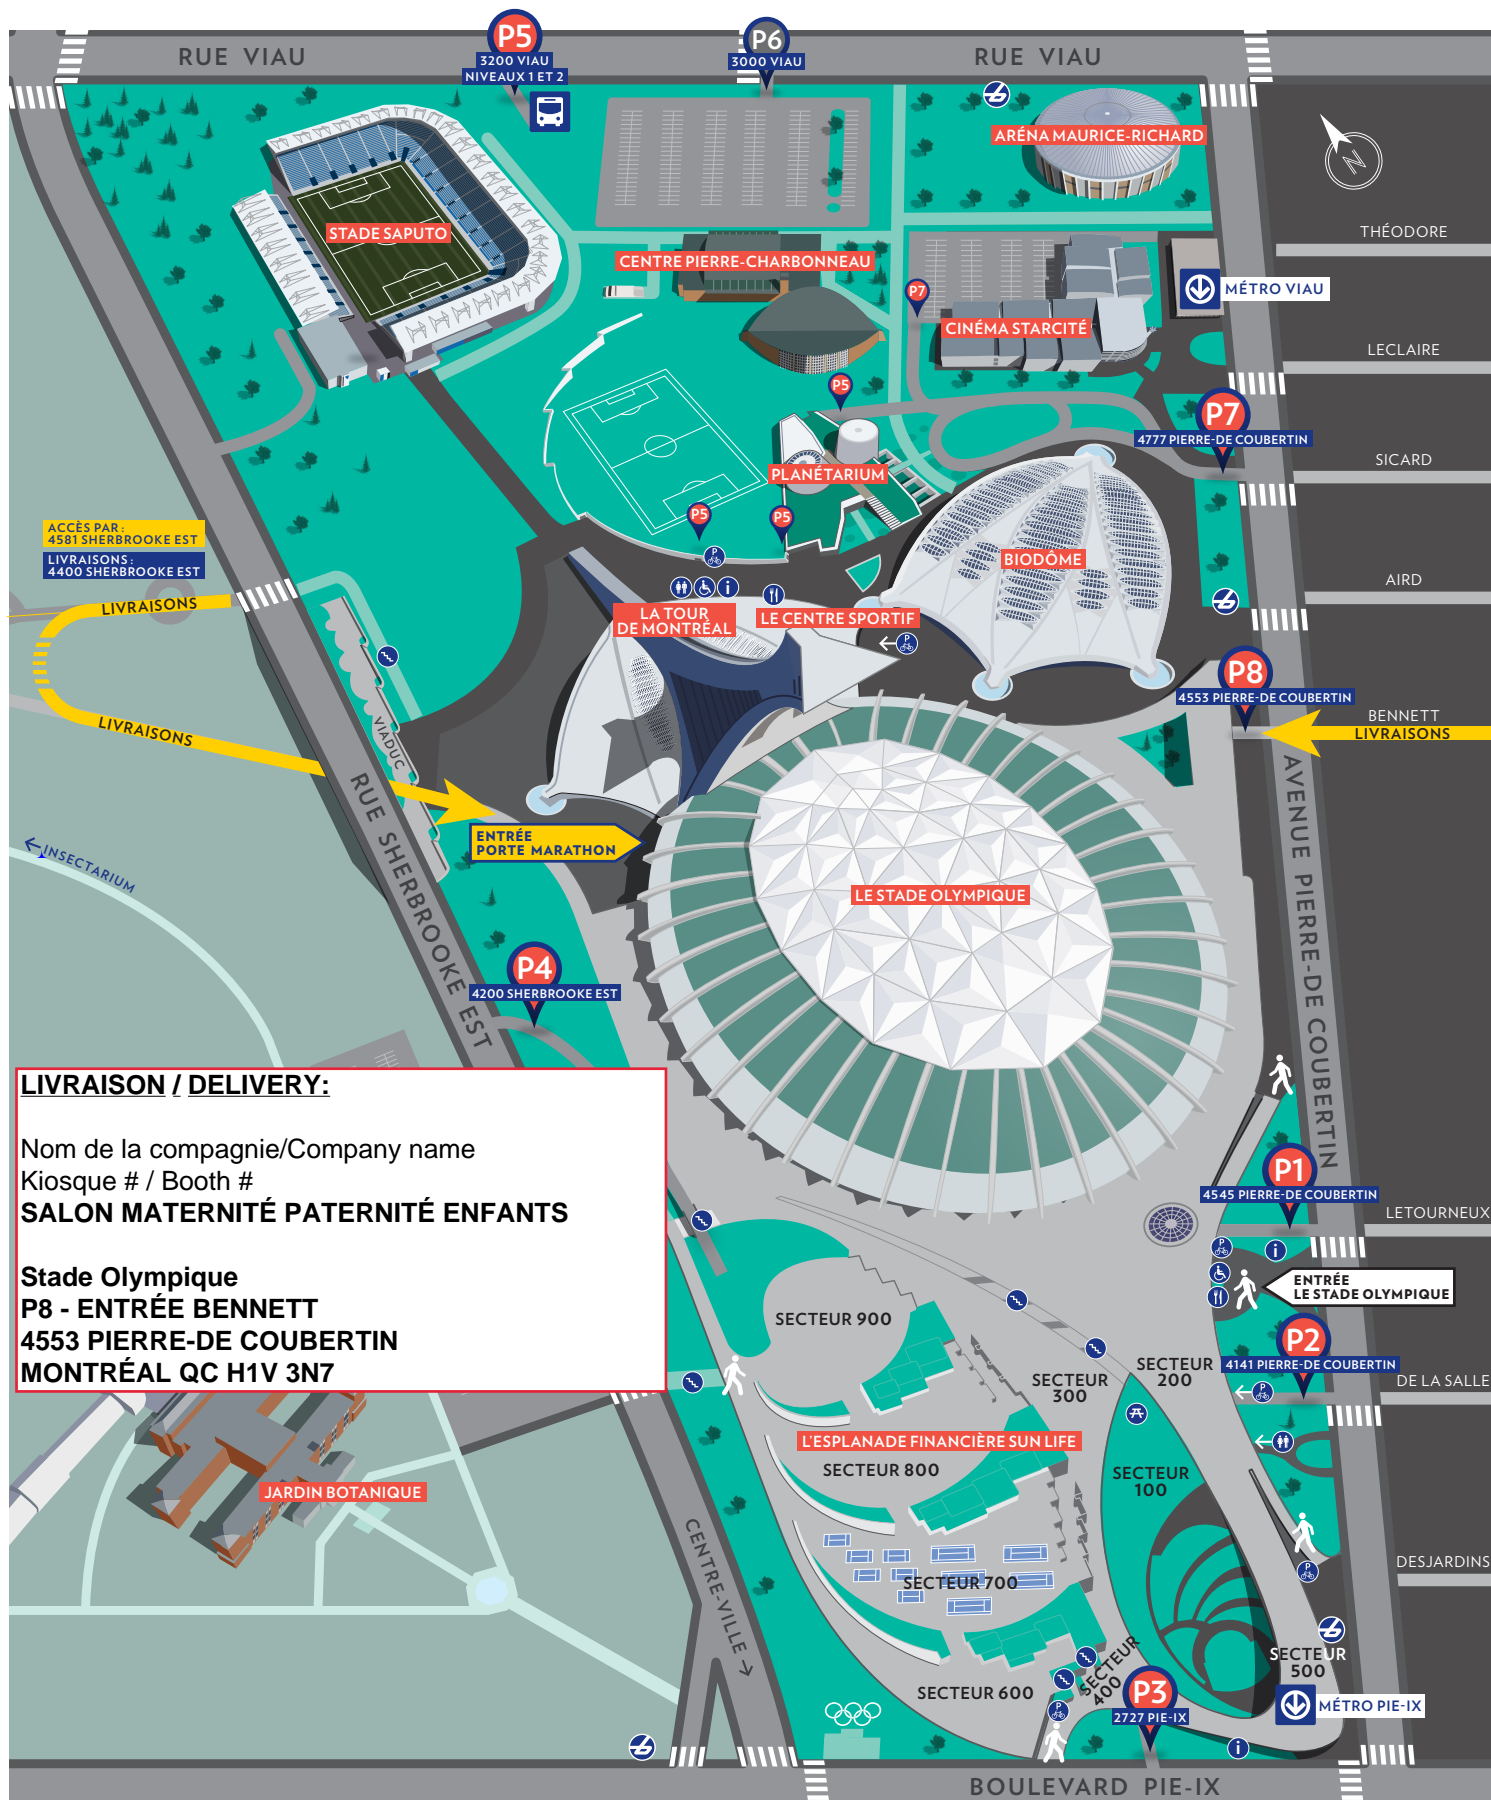 RUE VIAU
P5
3200 VIAU
NIVEAUX 1 ET 2
P6
3000 VIAU
RUE VIAU
ARÉNA MAURICE-RICHARD
N
STADE SAPUTO
THÉODORE
CENTRE PIERRE-CHARBONNEAU
P7
MÉTRO VIAU
CINÉMA STARCITÉ
LECLAIRE
P5
P7
4777 PIERRE-DE COUBERTIN
SICARD
PLANÉTARIUM
P5
P5
ACCÈS PAR :
4581 SHERBROOKE EST
LIVRAISONS :
4400 SHERBROOKE EST
P
BIODÔME
AIRD
LIVRAISONS
i
LA TOUR
DE MONTRÉAL
LE CENTRE SPORTIF
P
P8
4553 PIERRE-DE COUBERTIN
BENNETT
LIVRAISONS
LIVRAISONS
VIADUC
RUE SHERBROOKE EST
AVENUE PIERRE-DE COUBERTIN
ENTRÉE
PORTE MARATHON
INSECTARIUM
LE STADE OLYMPIQUE
P4
4200 SHERBROOKE EST
LIVRAISON / DELIVERY:
Nom de la compagnie/Company name
Kiosque # / Booth #
SALON MATERNITÉ PATERNITÉ ENFANTS
Stade Olympique
P8 - ENTRÉE BENNETT
4553 PIERRE-DE COUBERTIN
MONTRÉAL QC H1V 3N7
P1
4545 PIERRE-DE COUBERTIN
LETOURNEUX
P
i
ENTRÉE
LE STADE OLYMPIQUE
SECTEUR 900
P2
4141 PIERRE-DE COUBERTIN
SECTEUR
200
SECTEUR
300
P
DE LA SALLE
L'ESPLANADE FINANCIÈRE SUN LIFE
SECTEUR 800
SECTEUR
100
JARDIN BOTANIQUE
CENTRE-VILLE
SECTEUR 700
P
DESJARDINS
SECTEUR
500
SECTEUR
400
SECTEUR 600
P3
2727 PIE-IX
P
MÉTRO PIE-IX
i
BOULEVARD PIE-IX